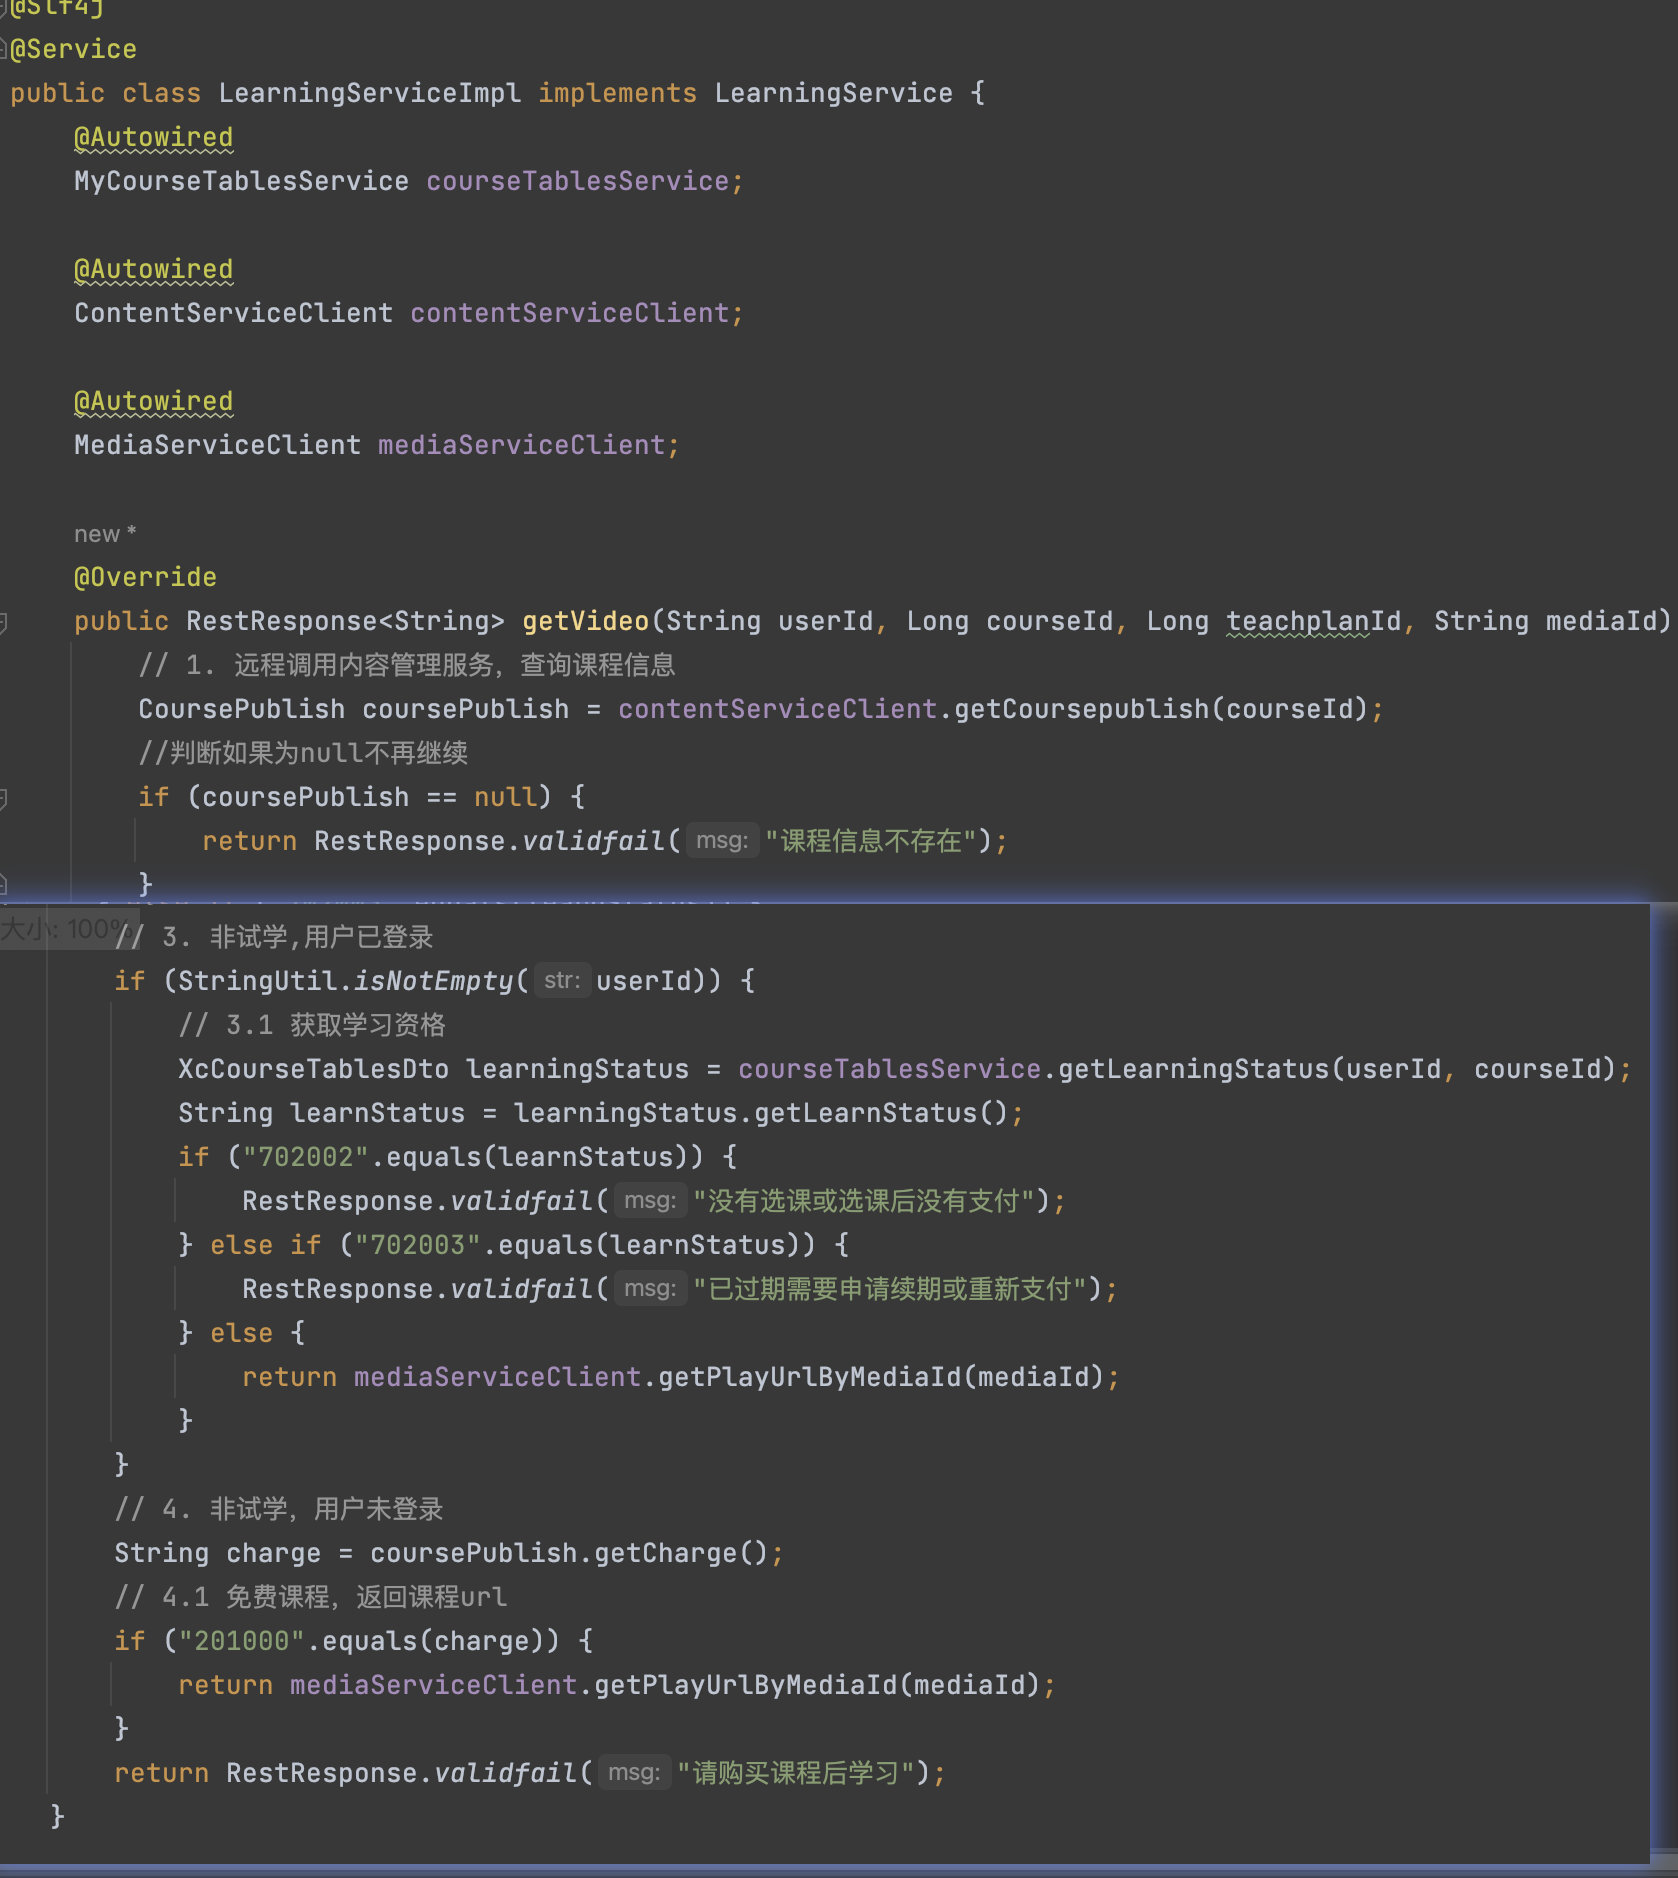 @Slf4j
@Service
public class LearningServiceImpl implements LearningService {
@Autowired
MyCourseTablesService courseTablesService;
@Autowired
ContentServiceClient contentServiceClient;
@Autowired
MediaServiceClient mediaServiceClient;
new *
@Override
public RestResponse<String> getVideo(String userId, Long courseId, Long teachplanId, String mediaId)
// 1. 远程调用内容管理服务，查询课程信息
CoursePublish coursePublish = contentServiceClient.getCoursepublish(courseId);
//判断如果为null不再继续
if (coursePublish == null) {
return RestResponse.validfail( msg: "课程信息不存在");
}
大小: 100%
// 3. 非试学,用户已登录
if (StringUtil.isNotEmpty( str: userId)) {
// 3.1 获取学习资格
XcCourseTablesDto learningStatus = courseTablesService.getLearningStatus(userId, courseId);
String learnStatus = learningStatus.getLearnStatus();
if ("702002".equals(learnStatus)) {
RestResponse.validfail( msg: "没有选课或选课后没有支付");
} else if ("702003".equals(learnStatus)) {
RestResponse.validfail( msg: "已过期需要申请续期或重新支付");
} else {
return mediaServiceClient.getPlayUrlByMediaId(mediaId);
}
}
// 4. 非试学，用户未登录
String charge = coursePublish.getCharge();
// 4.1 免费课程，返回课程url
if ("201000".equals(charge)) {
return mediaServiceClient.getPlayUrlByMediaId(mediaId);
}
return RestResponse.validfail( msg: "请购买课程后学习");
}